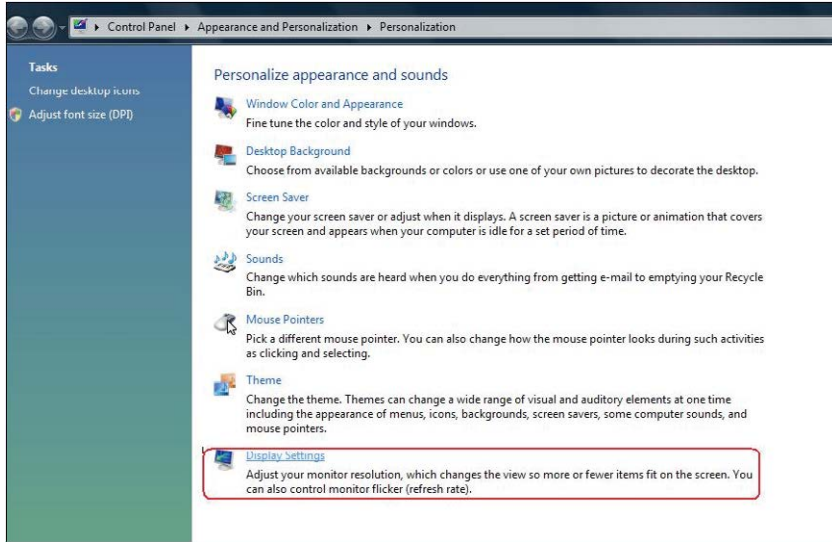 Control Panel ▸ Appearance and Personalization ▸ Personalization
Tasks
Change desktop icons
Adjust font size (DPI)
Personalize appearance and sounds
Window Color and Appearance
Fine tune the color and style of your windows.
Desktop Background
Choose from available backgrounds or colors or use one of your own pictures to decorate the desktop.
Screen Saver
Change your screen saver or adjust when it displays. A screen saver is a picture or animation that covers
your screen and appears when your computer is idle for a set period of time.
Sounds
Change which sounds are heard when you do everything from getting e-mail to emptying your Recycle
Bin.
Mouse Pointers
Pick a different mouse pointer. You can also change how the mouse pointer looks during such activities
as clicking and selecting.
Theme
Change the theme. Themes can change a wide range of visual and auditory elements at one time
including the appearance of menus, icons, backgrounds, screen savers, some computer sounds, and
mouse pointers.
Display Settings
Adjust your monitor resolution, which changes the view so more or fewer items fit on the screen. You
can also control monitor flicker (refresh rate).